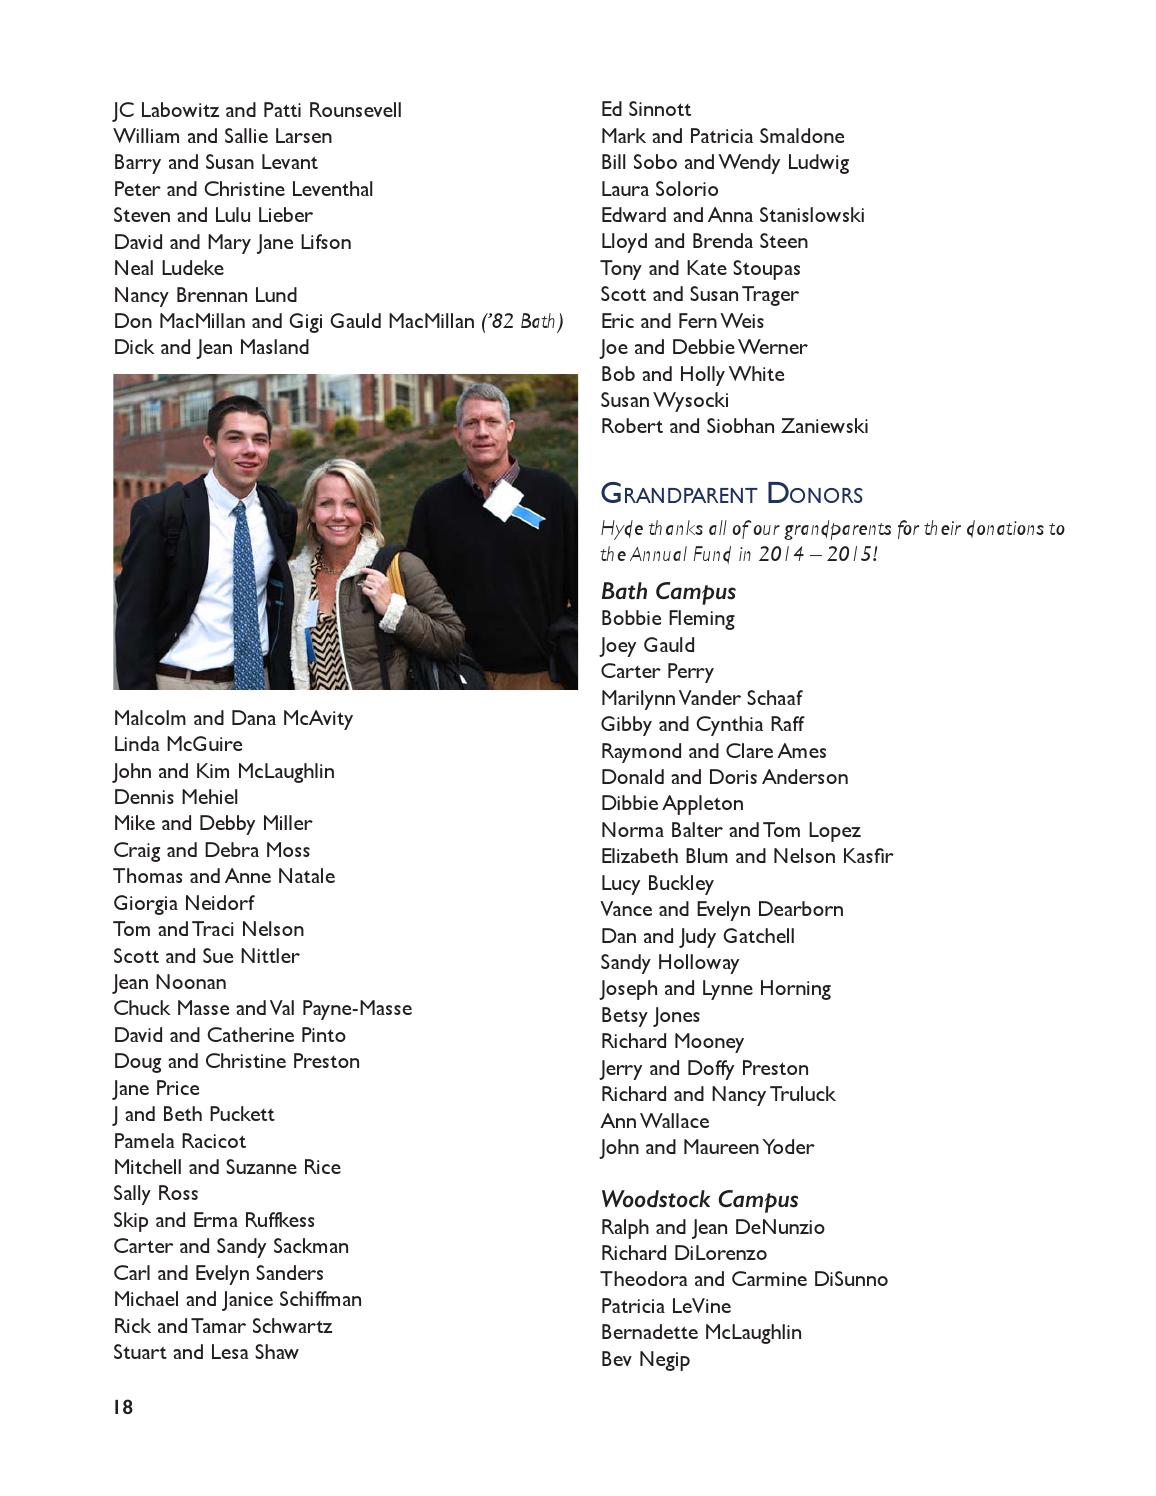 JC Labowitz and Patti Rounsevell
William and Sallie Larsen
Barry and Susan Levant
Peter and Christine Leventhal
Steven and Lulu Lieber
David and Mary Jane Lifson
Neal Ludeke
Nancy Brennan Lund
Don MacMillan and Gigi Gauld MacMillan (’82 Bath)
Dick and Jean Masland
Malcolm and Dana McAvity
Linda McGuire
John and Kim McLaughlin
Dennis Mehiel
Mike and Debby Miller
Craig and Debra Moss
Thomas and Anne Natale
Giorgia Neidorf
Tom and Traci Nelson
Scott and Sue Nittler
Jean Noonan
Chuck Masse and Val Payne-Masse
David and Catherine Pinto
Doug and Christine Preston
Jane Price
J and Beth Puckett
Pamela Racicot
Mitchell and Suzanne Rice
Sally Ross
Skip and Erma Ruffkess
Carter and Sandy Sackman
Carl and Evelyn Sanders
Michael and Janice Schiffman
Rick and Tamar Schwartz
Stuart and Lesa Shaw
Ed Sinnott
Mark and Patricia Smaldone
Bill Sobo and Wendy Ludwig
Laura Solorio
Edward and Anna Stanislowski
Lloyd and Brenda Steen
Tony and Kate Stoupas
Scott and Susan Trager
Eric and Fern Weis
Joe and Debbie Werner
Bob and Holly White
Susan Wysocki
Robert and Siobhan Zaniewski
Grandparent Donors
Hyde thanks all of our grandparents for their donations to
the Annual Fund in 2014 – 2015!
Bath Campus
Bobbie Fleming
Joey Gauld
Carter Perry
Marilynn Vander Schaaf
Gibby and Cynthia Raff
Raymond and Clare Ames
Donald and Doris Anderson
Dibbie Appleton
Norma Balter and Tom Lopez
Elizabeth Blum and Nelson Kasfir
Lucy Buckley
Vance and Evelyn Dearborn
Dan and Judy Gatchell
Sandy Holloway
Joseph and Lynne Horning
Betsy Jones
Richard Mooney
Jerry and Doffy Preston
Richard and Nancy Truluck
Ann Wallace
John and Maureen Yoder
Woodstock Campus
Ralph and Jean DeNunzio
Richard DiLorenzo
Theodora and Carmine DiSunno
Patricia LeVine
Bernadette McLaughlin
Bev Negip
18